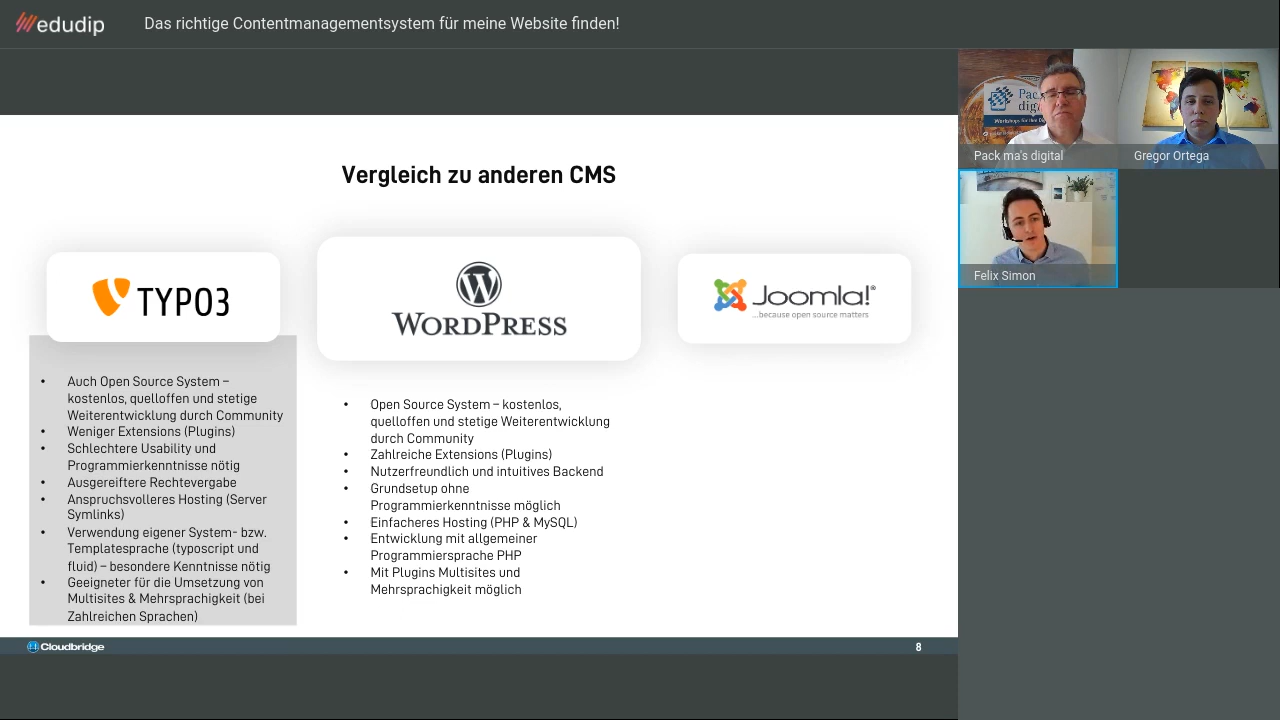 edudip
Das richtige Contentmanagementsystem für meine Website finden!
Vergleich zu anderen CMS
TYPO3
WORDPRESS
Joomla!®
...because open source matters
• Auch Open Source System –
kostenlos, quelloffen und stetige
Weiterentwicklung durch Community
• Weniger Extensions (Plugins)
• Schlechtere Usability und
Programmierkenntnisse nötig
• Ausgereiftere Rechtevergabe
• Anspruchsvolleres Hosting (Server
Symlinks)
• Verwendung eigener System- bzw.
Templatesprache (typoscript und
fluid) – besondere Kenntnisse nötig
• Geeigneter für die Umsetzung von
Multisites & Mehrsprachigkeit (bei
Zahlreichen Sprachen)
• Open Source System – kostenlos,
quelloffen und stetige Weiterentwicklung
durch Community
• Zahlreiche Extensions (Plugins)
• Nutzerfreundlich und intuitives Backend
• Grundsetup ohne
Programmierkenntnisse möglich
• Einfacheres Hosting (PHP & MySQL)
• Entwicklung mit allgemeiner
Programmiersprache PHP
• Mit Plugins Multisites und
Mehrsprachigkeit möglich
Cloudbridge
8
Pack ma's digital
Gregor Ortega
Felix Simon